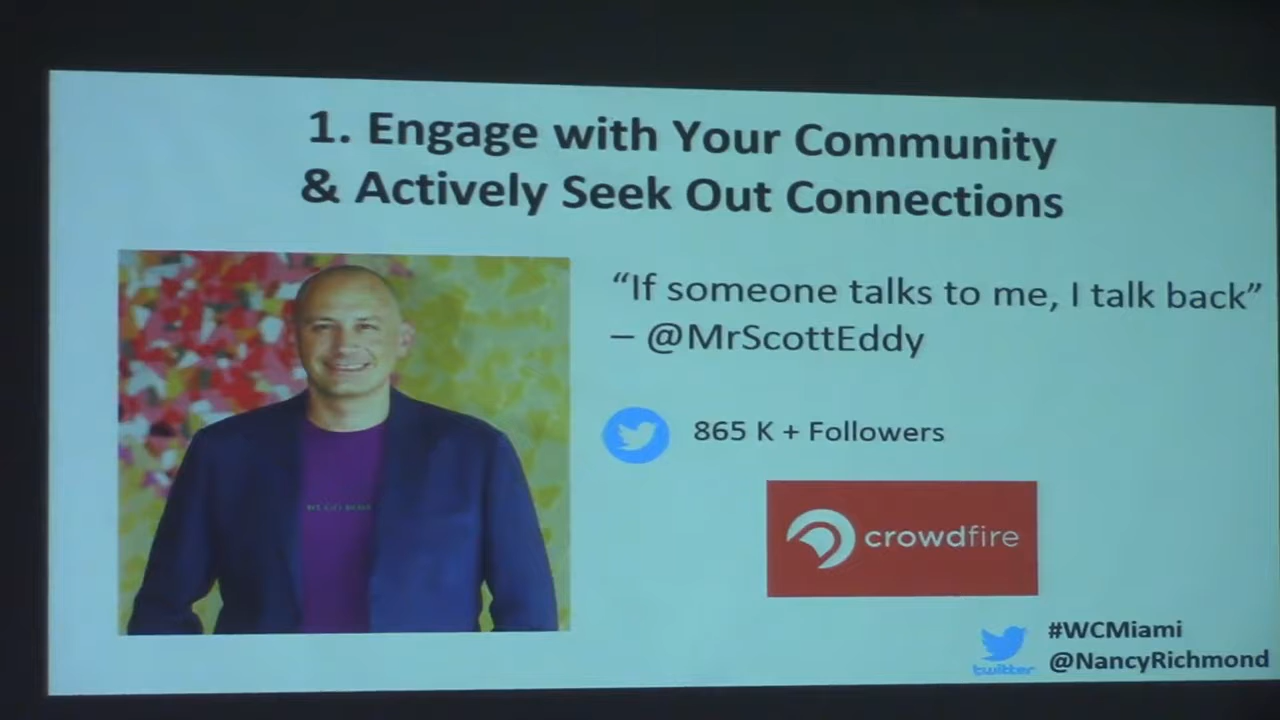 1. Engage with Your Community
& Actively Seek Out Connections
“If someone talks to me, I talk back”
– @MrScottEddy
865 K + Followers
crowdfire
#WCMiami
twitter
@NancyRichmond